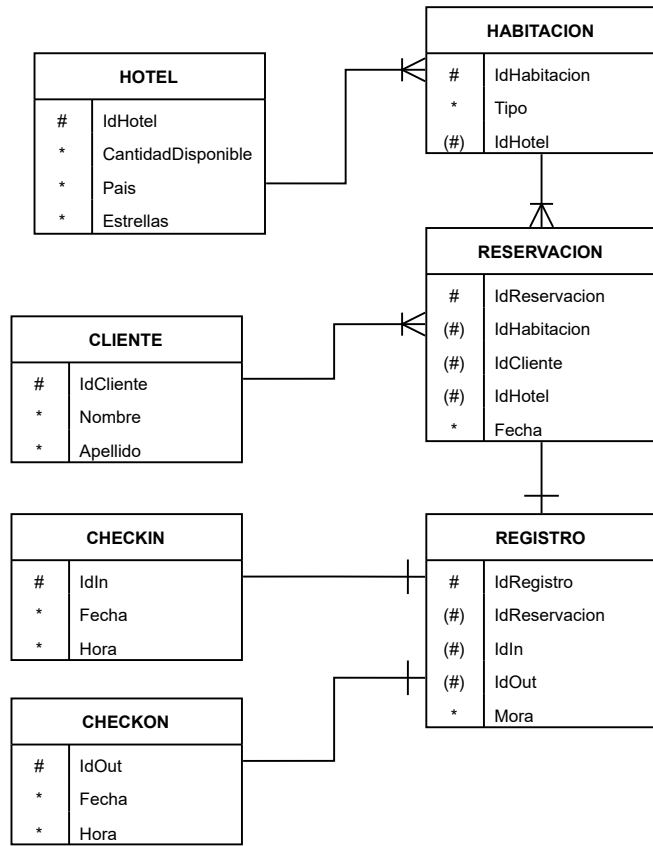 HOTEL
# IdHotel
* CantidadDisponible
* Pais
* Estrellas
HABITACION
# IdHabitacion
* Tipo
(#) IdHotel
CLIENTE
# IdCliente
* Nombre
* Apellido
RESERVACION
# IdReservacion
(#) IdHabitacion
(#) IdCliente
(#) IdHotel
* Fecha
CHECKIN
# IdIn
* Fecha
* Hora
REGISTRO
# IdRegistro
(#) IdReservacion
(#) IdIn
(#) IdOut
* Mora
CHECKON
# IdOut
* Fecha
* Hora